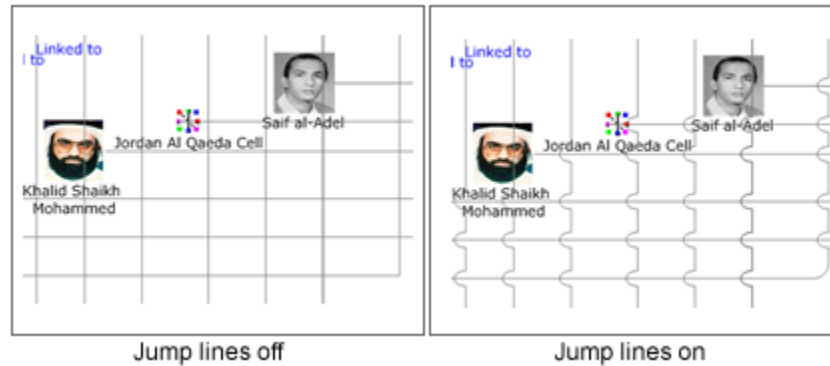 Linked to
l to
Saif al-Adel
Jordan Al Qaeda Cell
Khalid Shaikh
Mohammed
Linked to
l to
Saif al-Adel
Jordan Al Qaeda Cell
Khalid Shaikh
Mohammed
Jump lines off
Jump lines on